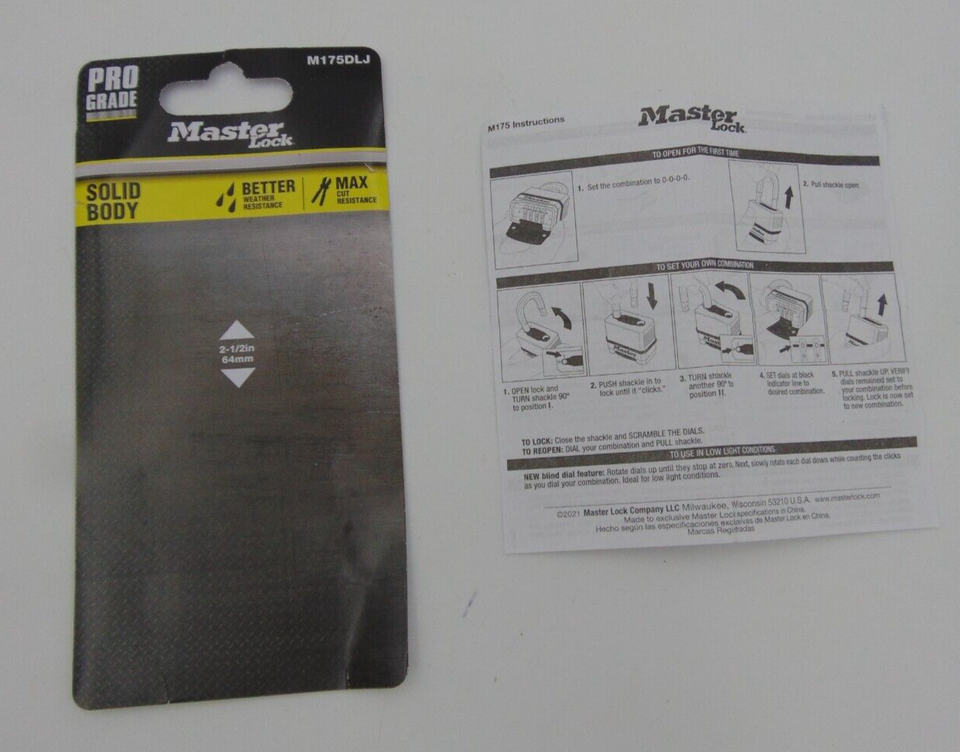 PRO
GRADE
M175DLJ
Master
Lock
SOLID
BODY
BETTER
WEATHER
RESISTANCE
MAX
CUT
RESISTANCE
2-1/2in
64mm
M175 Instructions
Master
Lock
TO OPEN FOR THE FIRST TIME
1. Set the combination to 0-0-0-0.
2. Pull shackle open.
TO SET YOUR OWN COMBINATION
1. OPEN lock and
TURN shackle 90°
to position I.
2. PUSH shackle in to
lock until it "clicks."
3. TURN shackle
another 90° to
position II.
4. SET dials at black
indicator line to
desired combination.
5. PULL shackle UP. VERIFY
dials remained set to
your combination before
locking. Lock is now set
to new combination.
TO LOCK: Close the shackle and SCRAMBLE THE DIALS.
TO REOPEN: DIAL your combination and PULL shackle.
TO USE IN LOW LIGHT CONDITIONS
NEW blind dial feature: Rotate dials up until they stop at zero. Next, slowly rotate each dial down while counting the clicks
as you dial your combination. Ideal for low light conditions.
©2021 Master Lock Company LLC Milwaukee, Wisconsin 53210 U.S.A. www.masterlock.com
Made to exclusive Master Lock specifications in China.
Hecho según las especificaciones exclusivas de Master Lock en China.
Marcas Registradas